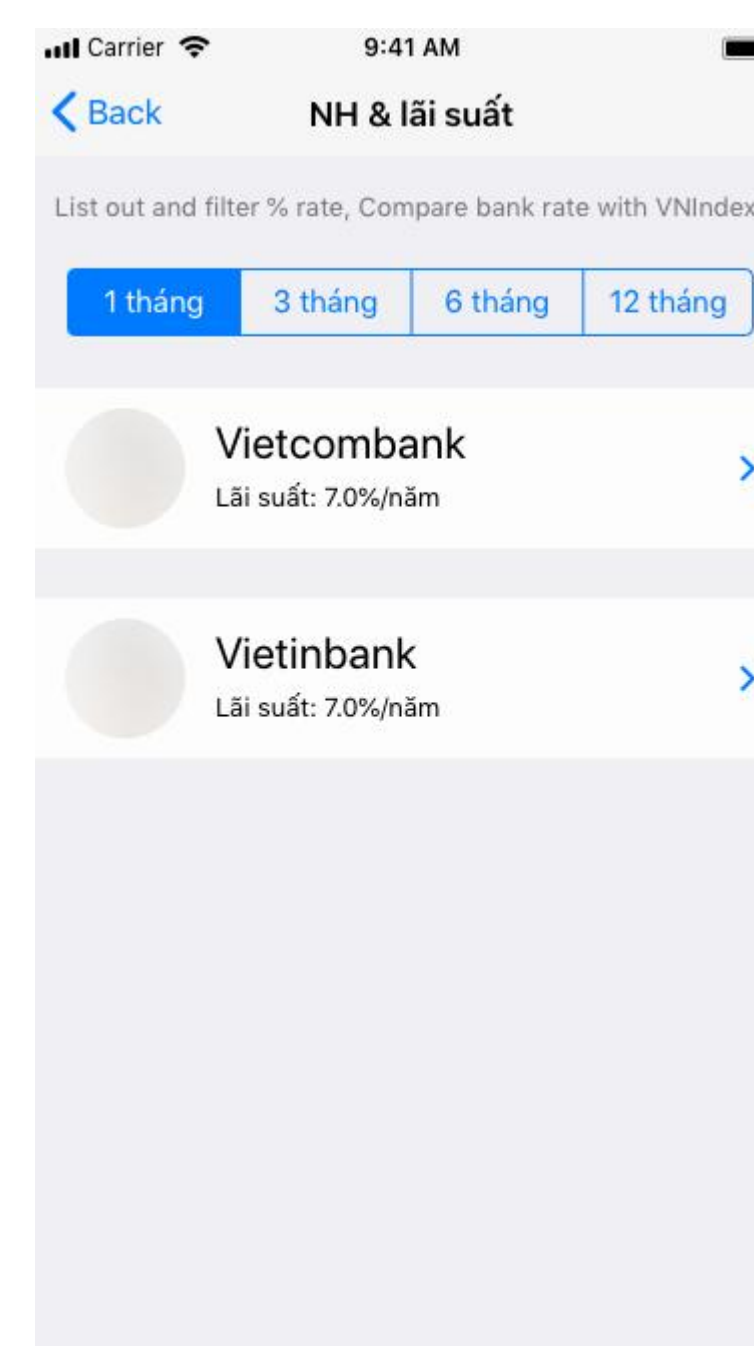 Carrier 9:41 AM
Back NH & lãi suất
List out and filter % rate, Compare bank rate with VNIndex
1 tháng 3 tháng 6 tháng 12 tháng
Vietcombank
Lãi suất: 7.0%/năm
Vietinbank
Lãi suất: 7.0%/năm